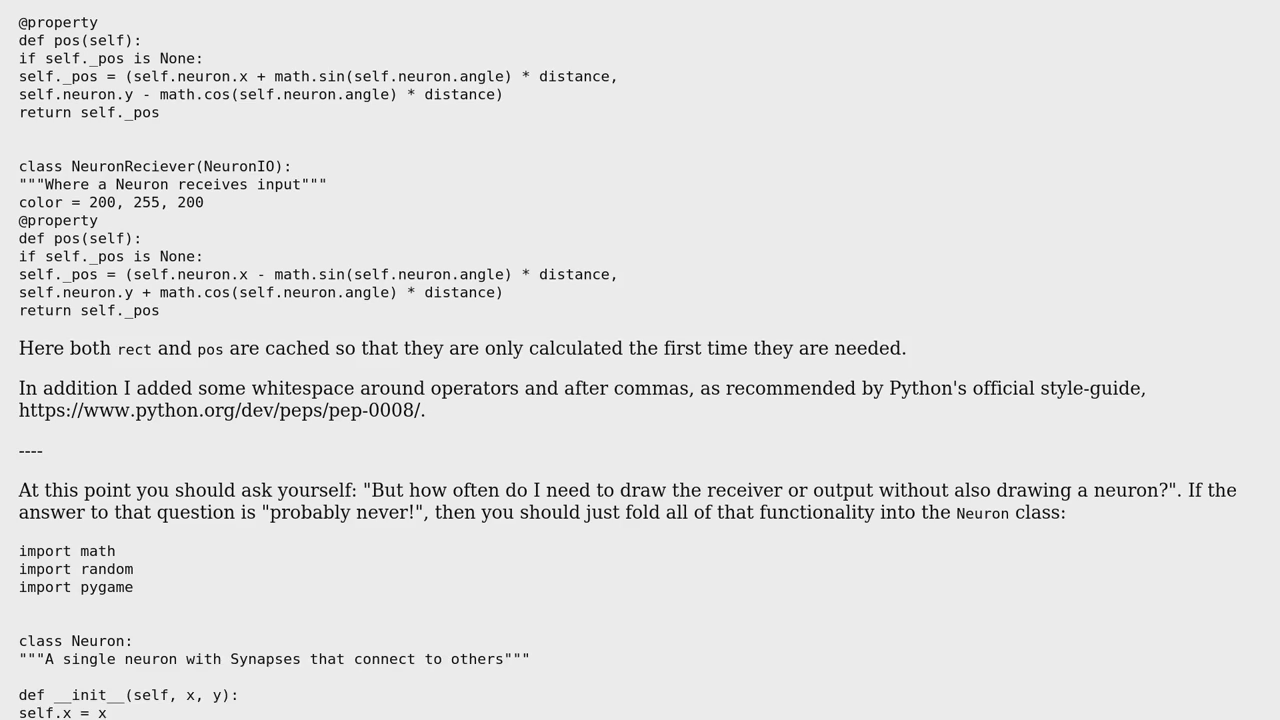 @property
def pos(self):
if self._pos is None:
self._pos = (self.neuron.x + math.sin(self.neuron.angle) * distance,
self.neuron.y - math.cos(self.neuron.angle) * distance)
return self._pos
class NeuronReciever(NeuronIO):
"""Where a Neuron receives input"""
color = 200, 255, 200
@property
def pos(self):
if self._pos is None:
self._pos = (self.neuron.x - math.sin(self.neuron.angle) * distance,
self.neuron.y + math.cos(self.neuron.angle) * distance)
return self._pos
Here both rect and pos are cached so that they are only calculated the first time they are needed.
In addition I added some whitespace around operators and after commas, as recommended by Python's official style-guide,
https://www.python.org/dev/peps/pep-0008/.
----
At this point you should ask yourself: "But how often do I need to draw the receiver or output without also drawing a neuron?". If the
answer to that question is "probably never!", then you should just fold all of that functionality into the Neuron class:
import math
import random
import pygame
class Neuron:
"""A single neuron with Synapses that connect to others"""
def __init__(self, x, y):
self.x = x